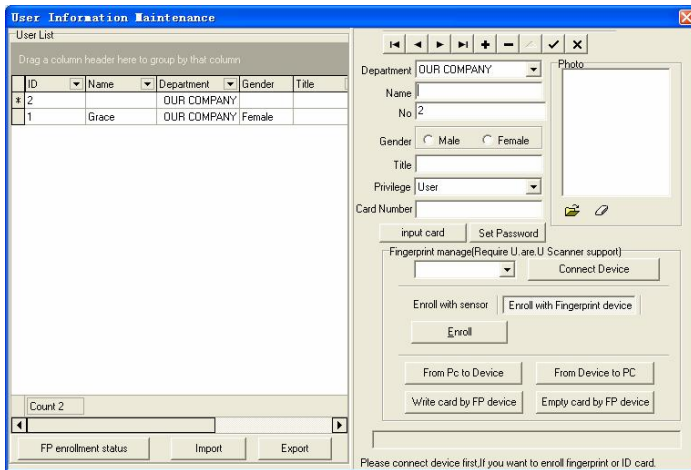 User Information Maintenance
User List
Drag a column header here to group by that column
ID Name Department Gender Title
* 2 OUR COMPANY
1 Grace OUR COMPANY Female
Count 2
FP enrollment status Import Export
Department OUR COMPANY
Name
No 2
Gender Male Female
Title
Privilege User
Card Number
input card Set Password
Photo
Fingerprint manage(Require U.are.U Scanner support)
Connect Device
Enroll with sensor Enroll with Fingerprint device
Enroll
From Pc to Device From Device to PC
Write card by FP device Empty card by FP device
Please connect device first,If you want to enroll fingerprint or ID card.